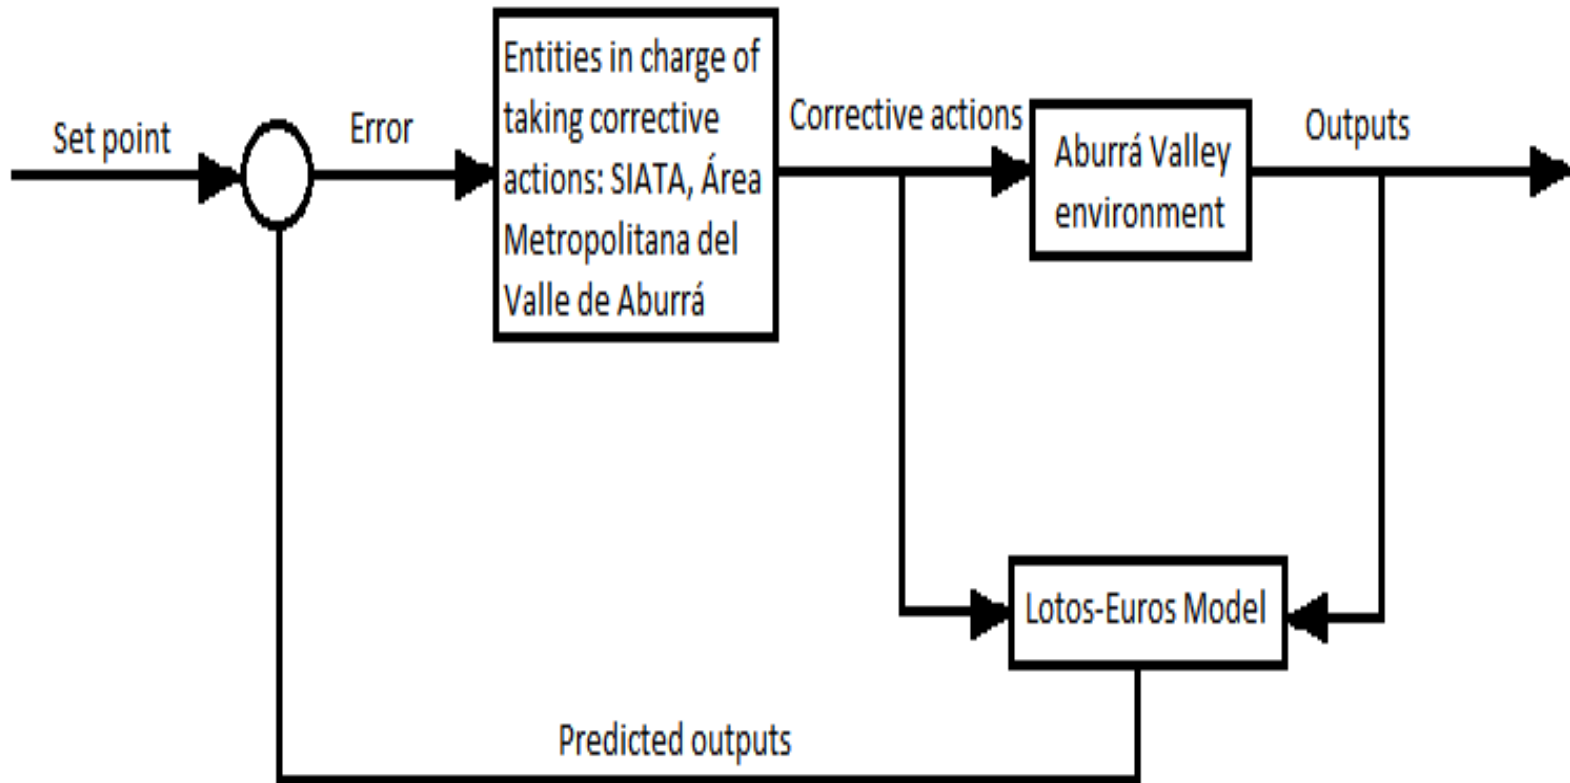 Set point
Error
Entities in charge of
taking corrective
actions: SIATA, Área
Metropolitana del
Valle de Aburrá
Corrective actions
Aburrá Valley
environment
Outputs
Lotos-Euros Model
Predicted outputs